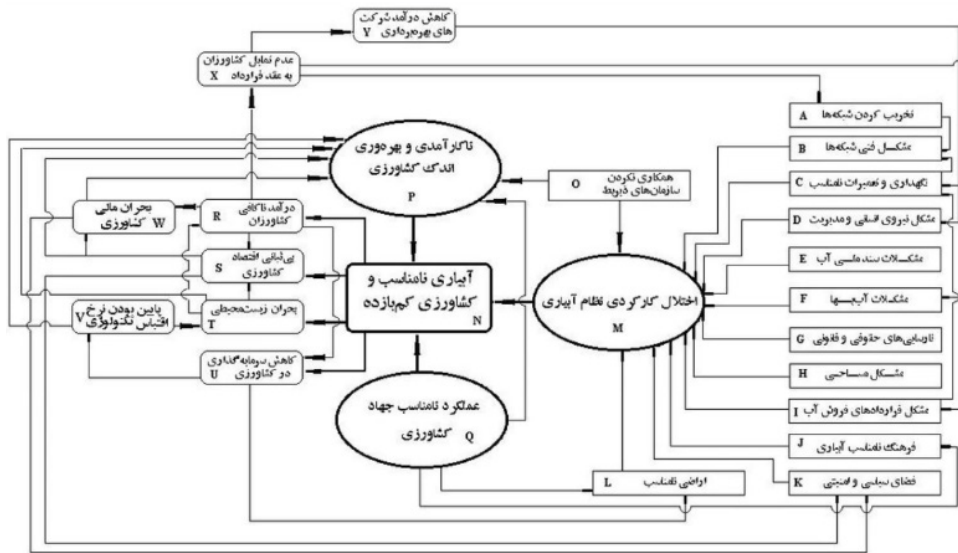 کاهش درآمد شرکت
های بهره‌برداری Y
عدم تمایل کشاورزان
به عقد قرارداد X
ناکارآمدی و بهره‌وری
اندک کشاورزی
P
همکاری نکردن
سازمان‌های ذیربط
O
تخریب کردن شبکه‌ها A
مشکل فنی شبکه‌ها B
نگهداری و تعمیرات نامناسب C
مشکل نیروی انسانی و مدیریت D
مشکلات سندملی آب E
مشکلات آب‌بها F
نارسایی‌های حقوقی و قانونی G
مشکل مساحی H
مشکل قراردادهای فروش آب I
فرهنگ نامناسب آبیاری J
فضای سیاسی و امنیتی K
اراضی نامناسب L
اختلال کارکردی نظام آبیاری
M
آبیاری نامناسب و
کشاورزی کم‌بازده
N
عملکرد نامناسب جهاد
کشاورزی Q
درآمد ناکافی
کشاورزان R
بی‌ثباتی اقتصاد
کشاورزی S
بحران زیست‌محیطی
T
کاهش سرمایه‌گذاری
در کشاورزی U
پایین بودن نرخ
اقتباس تکنولوژی V
بحران مالی
کشاورزی W